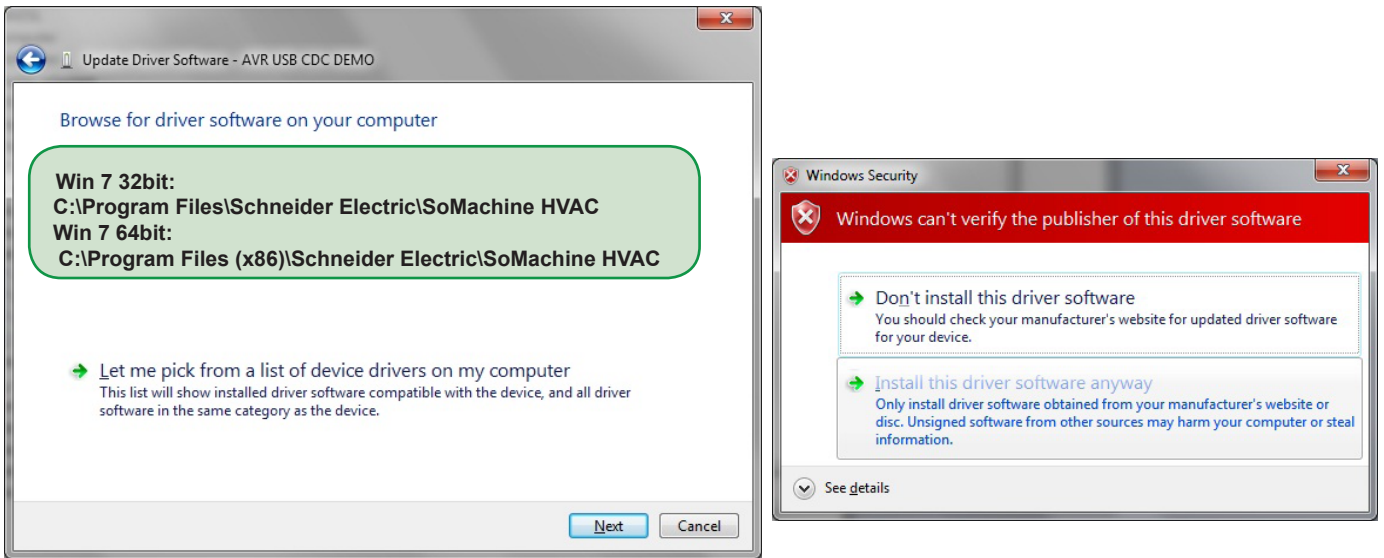 Update Driver Software - AVR USB CDC DEMO
Browse for driver software on your computer
Win 7 32bit:
C:\Program Files\Schneider Electric\SoMachine HVAC
Win 7 64bit:
C:\Program Files (x86)\Schneider Electric\SoMachine HVAC
Let me pick from a list of device drivers on my computer
This list will show installed driver software compatible with the device, and all driver
software in the same category as the device.
Next
Cancel
Windows Security
Windows can't verify the publisher of this driver software
Don't install this driver software
You should check your manufacturer's website for updated driver software
for your device.
Install this driver software anyway
Only install driver software obtained from your manufacturer's website or
disc. Unsigned software from other sources may harm your computer or steal
information.
See details